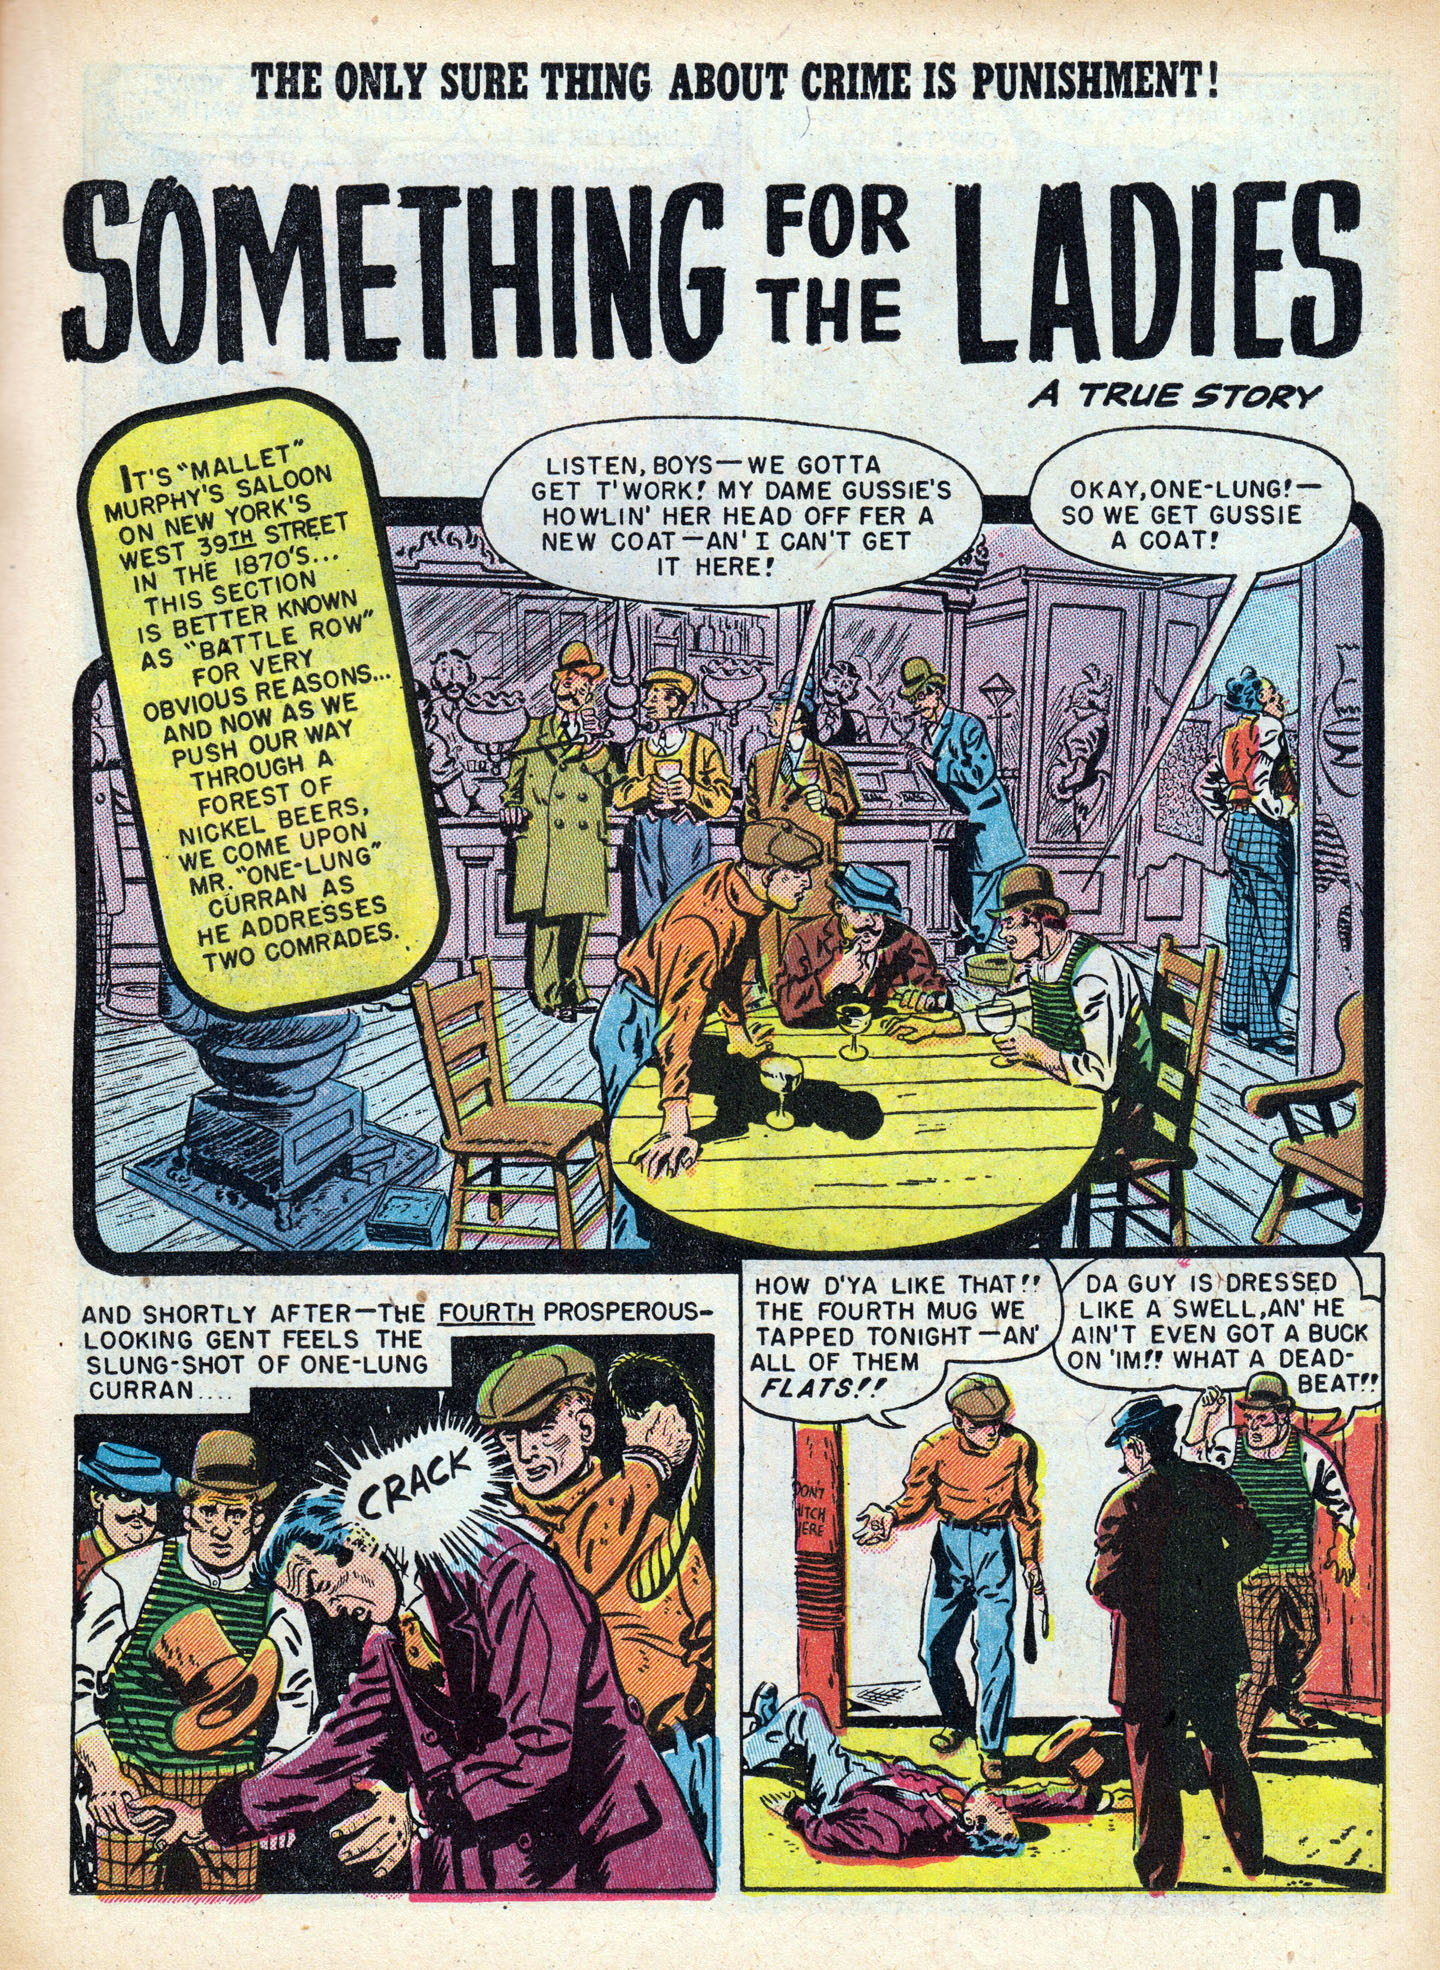 THE ONLY SURE THING ABOUT CRIME IS PUNISHMENT!
SOMETHING FOR THE LADIES
A TRUE STORY
IT'S "MALLET"
MURPHY'S SALOON
ON NEW YORK'S
WEST 39TH STREET
IN THE 1870'S...
THIS SECTION
IS BETTER KNOWN
AS "BATTLE ROW"
FOR VERY
OBVIOUS REASONS...
AND NOW AS WE
PUSH OUR WAY
THROUGH A
FOREST OF
NICKEL BEERS,
WE COME UPON
MR. "ONE-LUNG"
CURRAN AS
HE ADDRESSES
TWO COMRADES.
LISTEN, BOYS—WE GOTTA
GET T'WORK! MY DAME GUSSIE'S
HOWLIN' HER HEAD OFF FER A
NEW COAT—AN' I CAN'T GET
IT HERE!
OKAY, ONE-LUNG!—
SO WE GET GUSSIE
A COAT!
AND SHORTLY AFTER—THE FOURTH PROSPEROUS-
LOOKING GENT FEELS THE
SLUNG-SHOT OF ONE-LUNG
CURRAN....
CRACK
HOW D'YA LIKE THAT!!
THE FOURTH MUG WE
TAPPED TONIGHT—AN'
ALL OF THEM
FLATS!!
DA GUY IS DRESSED
LIKE A SWELL, AN' HE
AIN'T EVEN GOT A BUCK
ON 'IM!! WHAT A DEAD-
BEAT!!
DON'T
HITCH
HERE